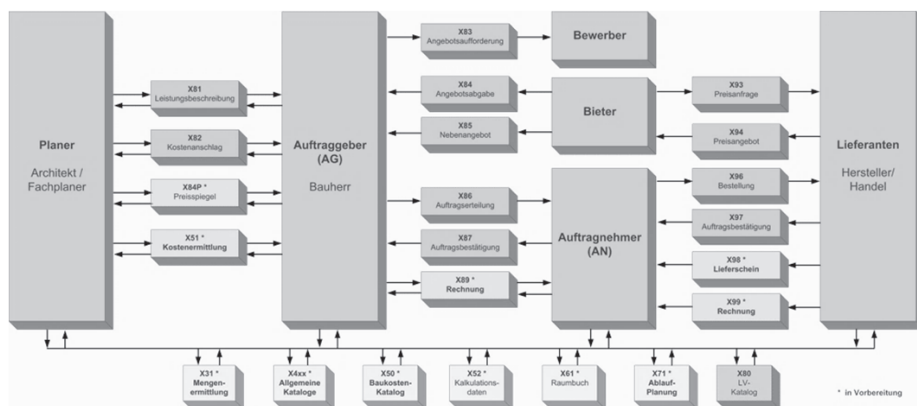 Planer
Architekt /
Fachplaner
X81
Leistungsbeschreibung
X82
Kostenanschlag
X84P *
Preisspiegel
X51 *
Kostenermittlung
Auftraggeber
(AG)
Bauherr
X83
Angebotsaufforderung
X84
Angebotsabgabe
X85
Nebenangebot
X86
Auftragserteilung
X87
Auftragsbestätigung
X89 *
Rechnung
Bewerber
Bieter
Auftragnehmer
(AN)
X93
Preisanfrage
X94
Preisangebot
X96
Bestellung
X97
Auftragsbestätigung
X98 *
Lieferschein
X99 *
Rechnung
Lieferanten
Hersteller/
Handel
X31 *
Mengen-
ermittlung
X4xx *
Allgemeine
Kataloge
X50 *
Baukosten-
Katalog
X52 *
Kalkulations-
daten
X61 *
Raumbuch
X71 *
Ablauf-
Planung
X80
LV-
Katalog
* in Vorbereitung